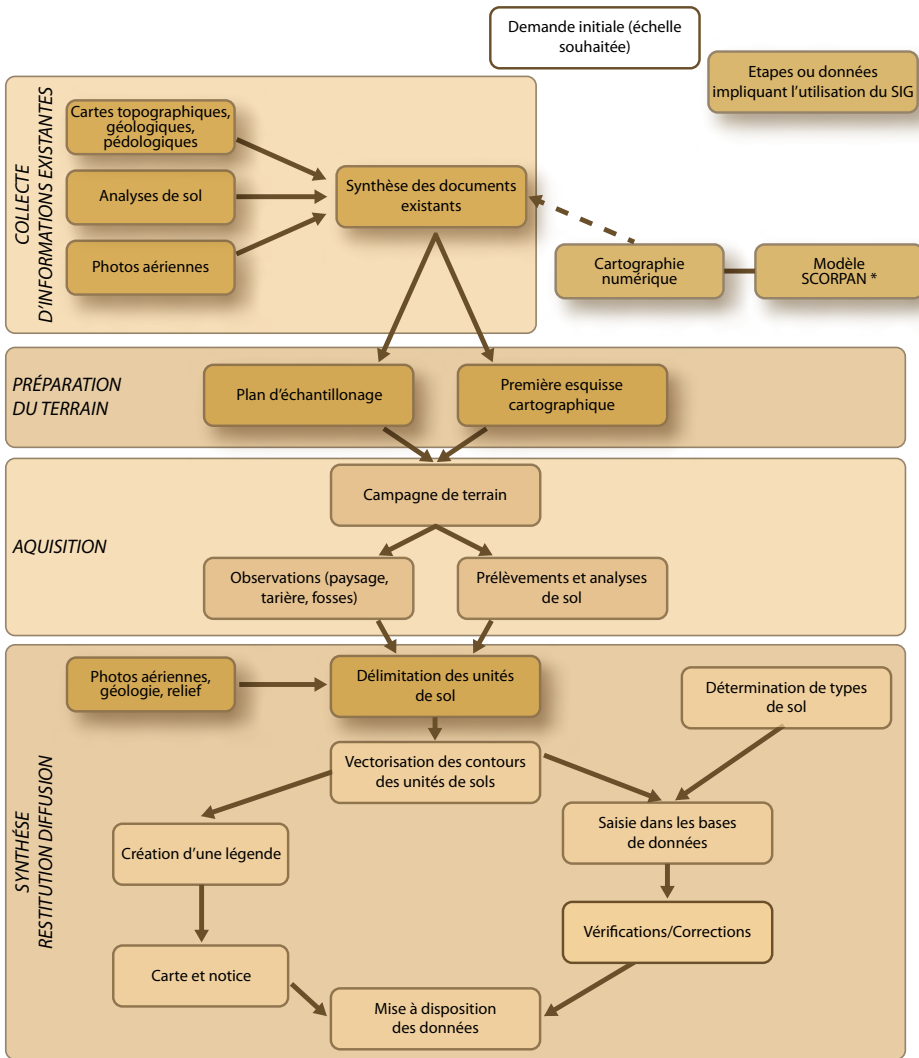 Demande initiale (échelle
souhaitée)
Etapes ou données
impliquant l'utilisation du SIG
COLLECTE
D'INFORMATIONS EXISTANTES
Cartes topographiques,
géologiques,
pédologiques
Analyses de sol
Photos aériennes
Synthèse des documents
existants
Cartographie
numérique
Modèle
SCORPAN *
PRÉPARATION
DU TERRAIN
Plan d'échantillonage
Première esquisse
cartographique
AQUISITION
Campagne de terrain
Observations (paysage,
tarière, fosses)
Prélèvements et analyses
de sol
SYNTHÉSE
RESTITUTION DIFFUSION
Photos aériennes,
géologie, relief
Délimitation des unités
de sol
Détermination de types
de sol
Vectorisation des contours
des unités de sols
Création d'une légende
Saisie dans les bases
de données
Vérifications/Corrections
Carte et notice
Mise à disposition
des données